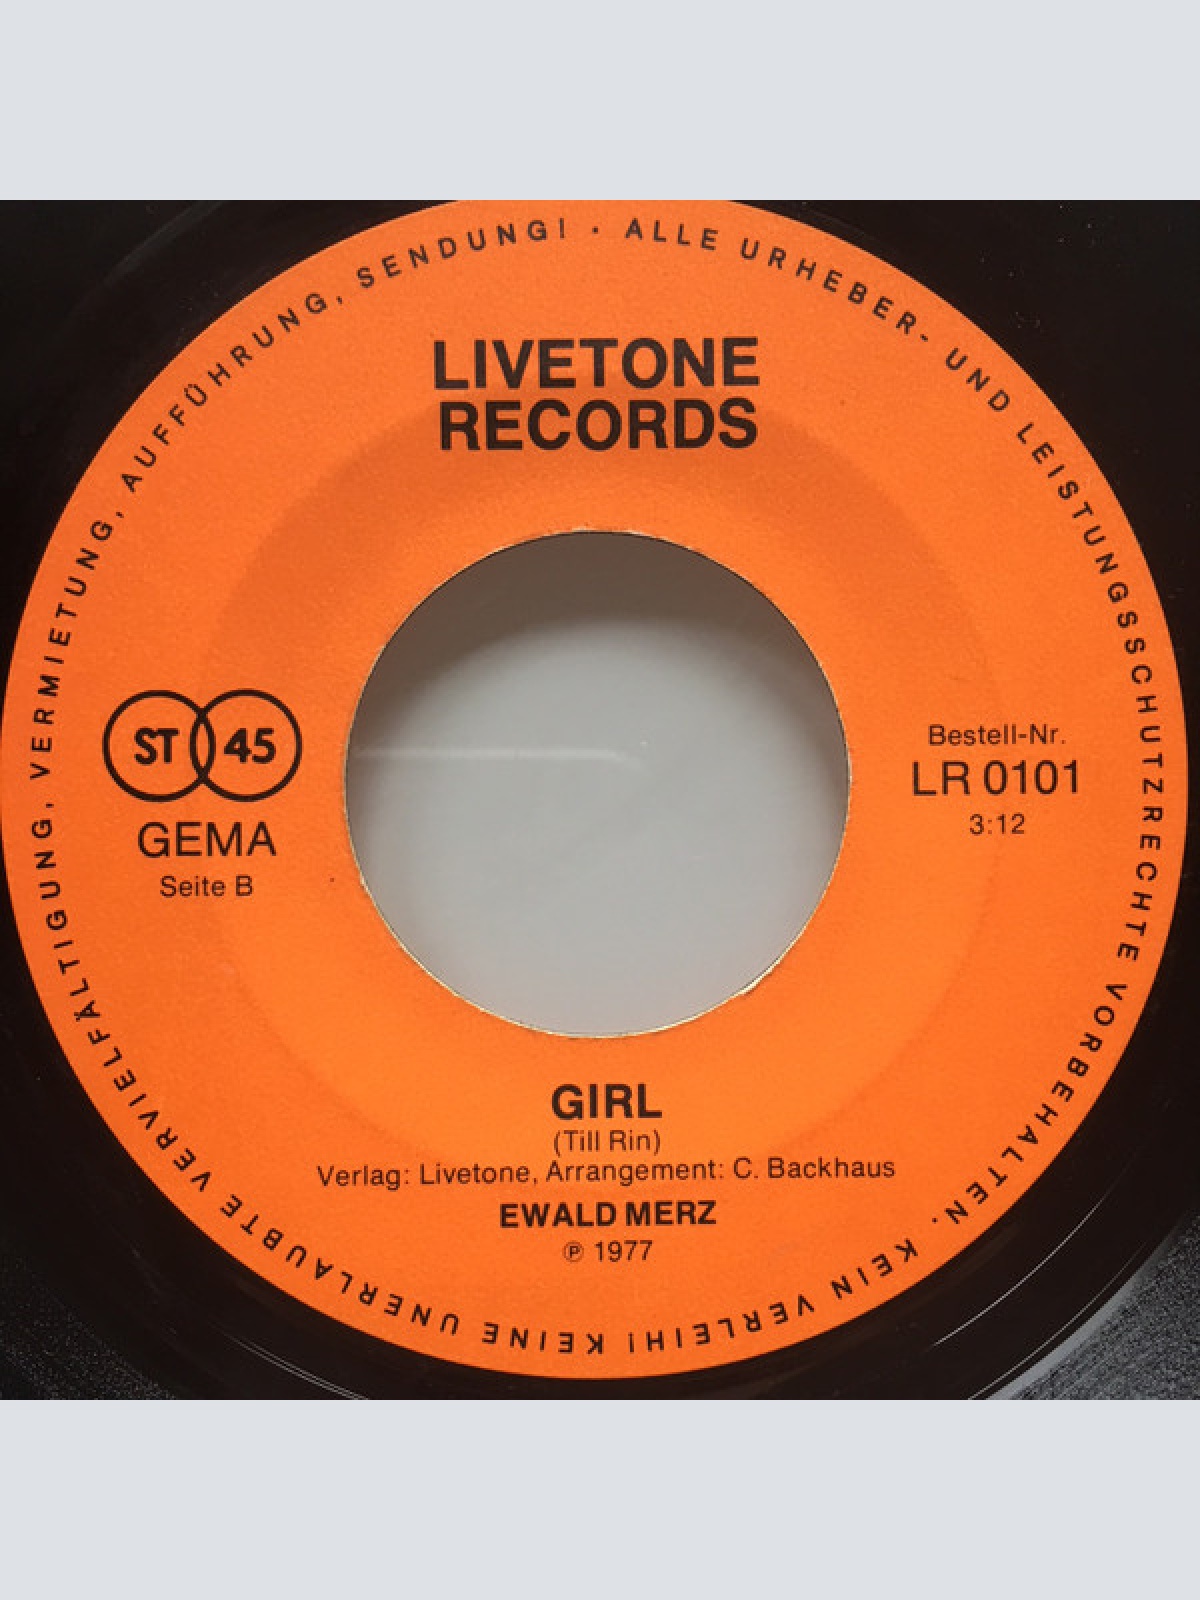 ALLE URHEBER- UND LEISTUNGSSCHUTZRECHTE VORBEHALTEN. KEIN VERLEIH! KEINE UNERLAUBTE VERVIELFÄLTIGUNG, VERMIETUNG, AUFFÜHRUNG, SENDUNG! ·
LIVETONE
RECORDS
ST 45
GEMA
Seite B
Bestell-Nr.
LR 0101
3:12
GIRL
(Till Rin)
Verlag: Livetone, Arrangement: C. Backhaus
EWALD MERZ
℗ 1977